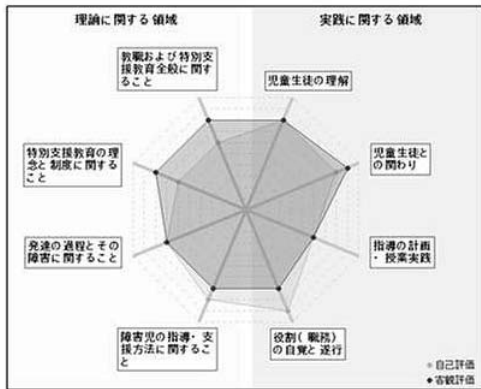 理論に関する領域
実践に関する領域
教職および特別支
援教育全般に関す
ること
児童生徒の理解
特別支援教育の理
念と制度に関する
こと
児童生徒と
の関わり
発達の過程とその
障害に関すること
指導の計画
・授業実践
障害児の指導・支
援方法に関するこ
と
役割(職務)
の自覚と遂行
自己評価
客観評価